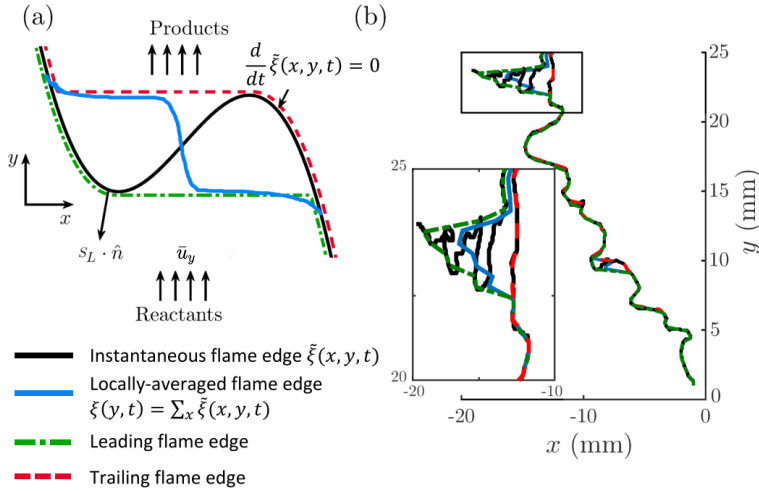 (a)
Products
d/dt ξ̃(x, y, t) = 0
y
x
s_L · n̂
ū_y
Reactants
Instantaneous flame edge ξ̃(x, y, t)
Locally-averaged flame edge
ξ(y, t) = ∑_x ξ̃(x, y, t)
Leading flame edge
Trailing flame edge
(b)
25
20
15
10
5
0
y (mm)
25
20
-20
-10
-20
-10
0
x (mm)